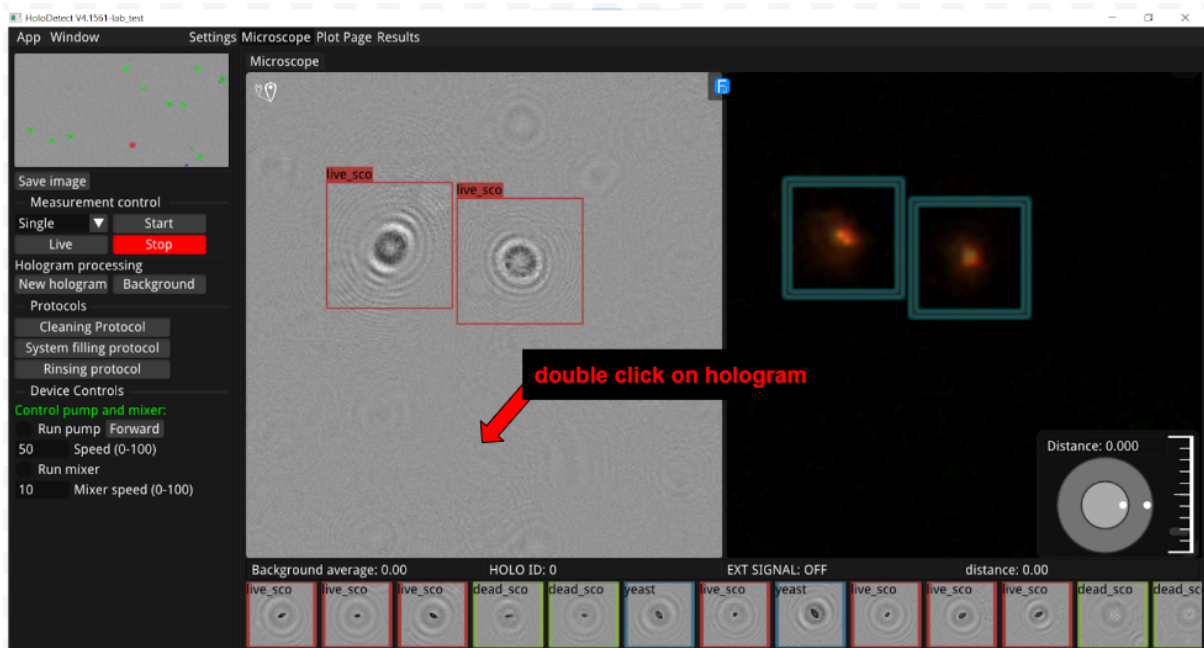 HoloDetect V4.1561-lab_test
App Window Settings Microscope Plot Page Results
Microscope
Save image
Measurement control
Single Start
Live Stop
Hologram processing
New hologram Background
Protocols
Cleaning Protocol
System filling protocol
Rinsing protocol
Device Controls
Control pump and mixer:
Run pump Forward
50 Speed (0-100)
Run mixer
10 Mixer speed (0-100)
live_sco
live_sco
double click on hologram
Distance: 0.000
Background average: 0.00 HOLO ID: 0 EXT SIGNAL: OFF distance: 0.00
live_sco live_sco live_sco dead_sco dead_sco yeast live_sco yeast live_sco live_sco live_sco dead_sco dead_sc